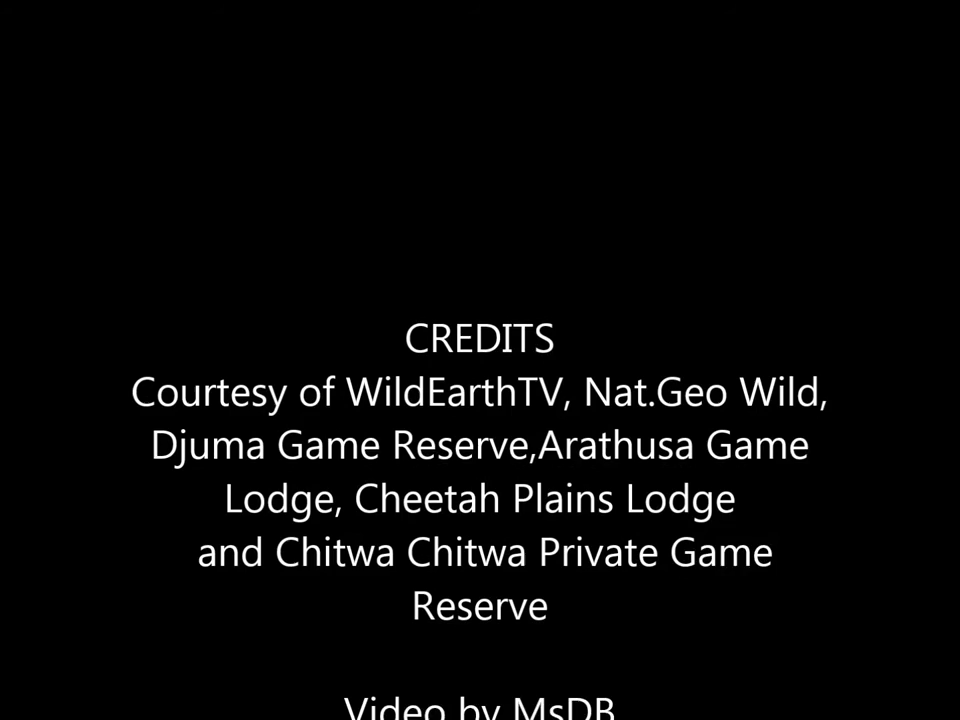 CREDITS
Courtesy of WildEarthTV, Nat.Geo Wild,
Djuma Game Reserve,Arathusa Game
Lodge, Cheetah Plains Lodge
and Chitwa Chitwa Private Game
Reserve
Video by MsDB